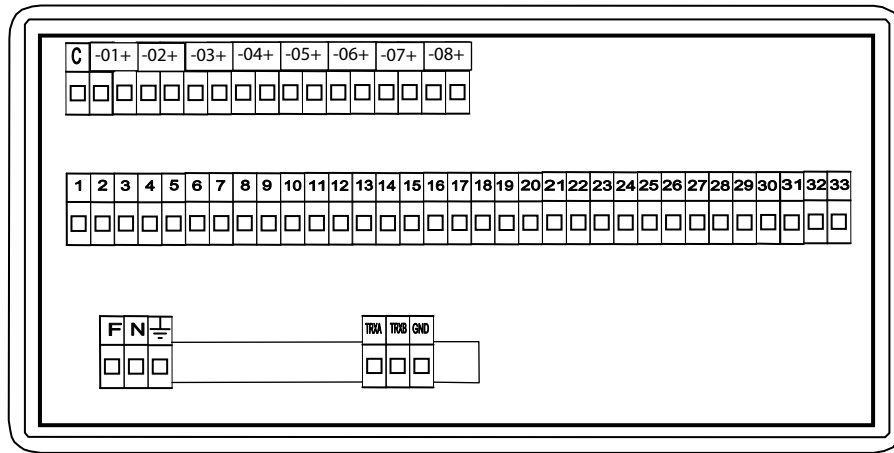 C -01+ -02+ -03+ -04+ -05+ -06+ -07+ -08+
1 2 3 4 5 6 7 8 9 10 11 12 13 14 15 16 17 18 19 20 21 22 23 24 25 26 27 28 29 30 31 32 33
F N TRXA TRXB GND